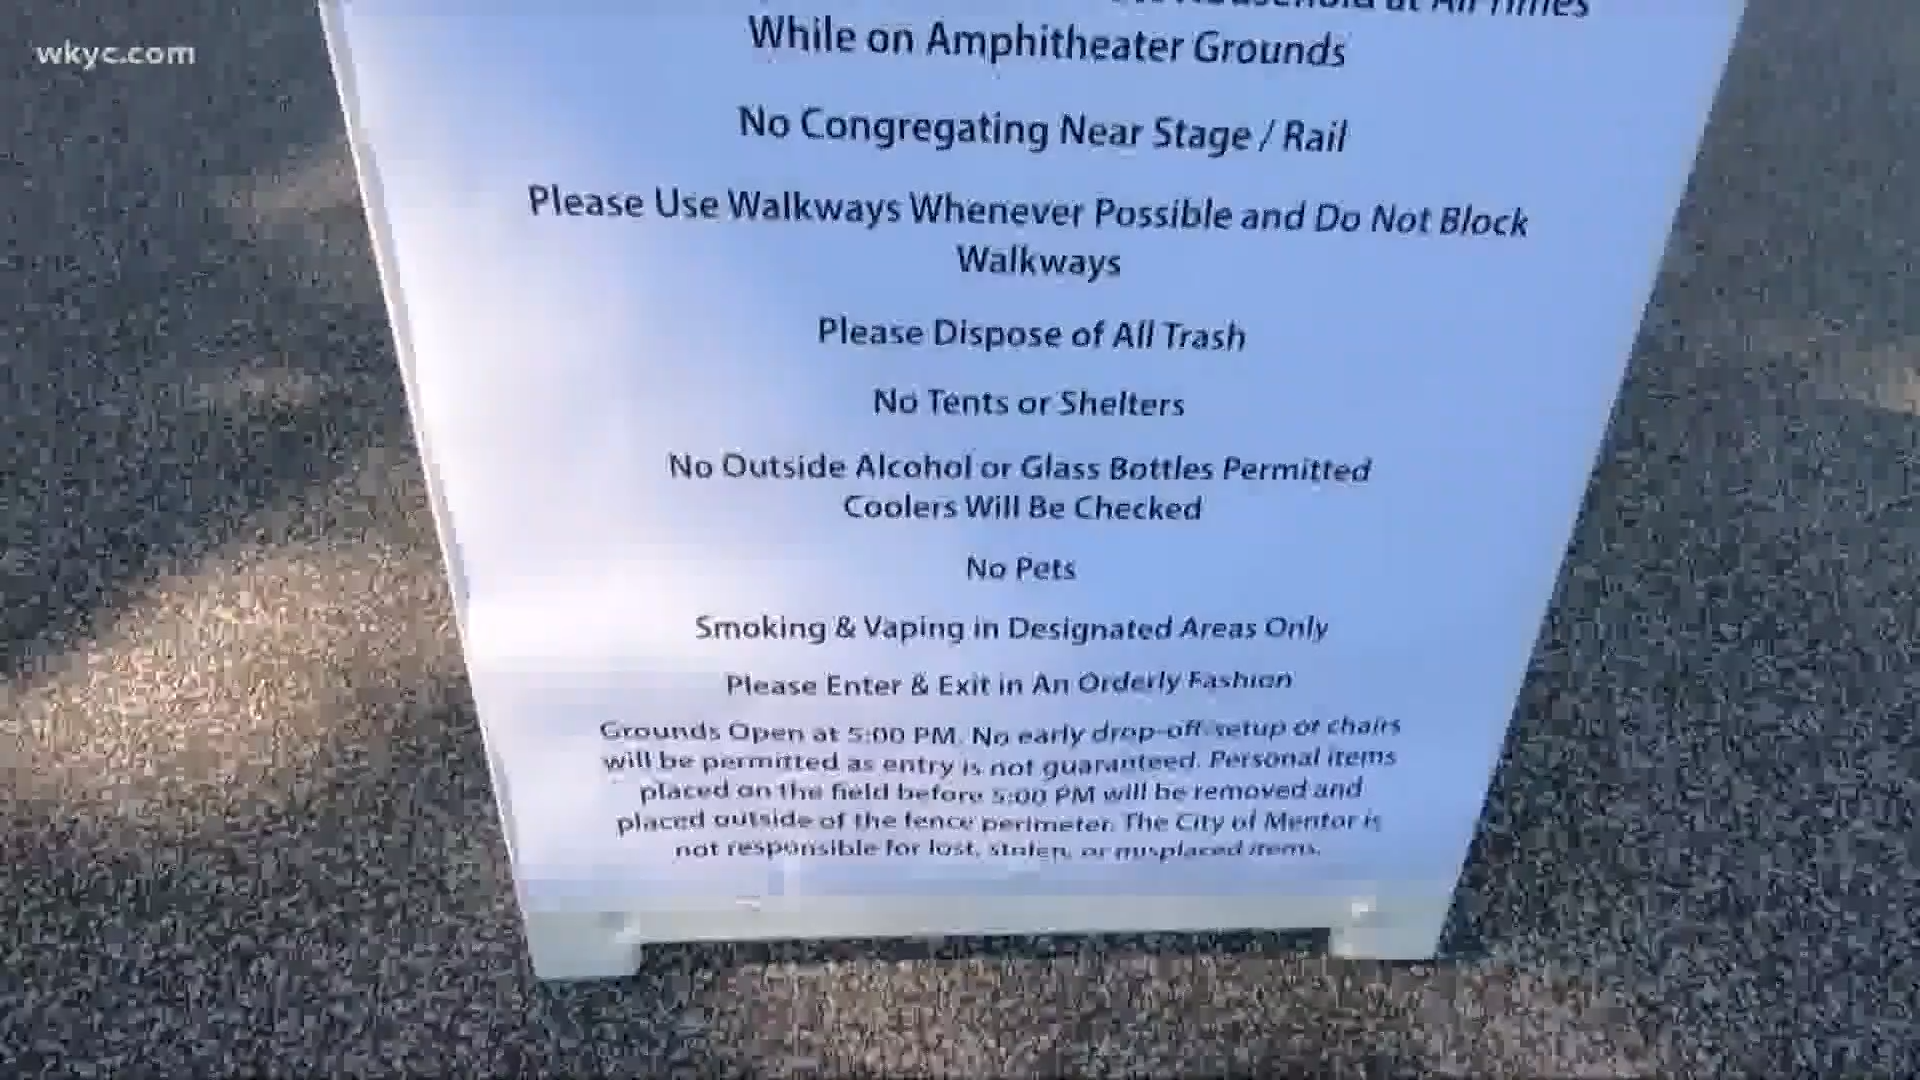 wkyc.com
at All Times
While on Amphitheater Grounds
No Congregating Near Stage / Rail
Please Use Walkways Whenever Possible and Do Not Block
Walkways
Please Dispose of All Trash
No Tents or Shelters
No Outside Alcohol or Glass Bottles Permitted
Coolers Will Be Checked
No Pets
Smoking & Vaping in Designated Areas Only
Please Enter & Exit in An Orderly Fashion
Grounds Open at 5:00 PM. No early drop-off setup of chairs
will be permitted as entry is not guaranteed. Personal items
placed on the field before 5:00 PM will be removed and
placed outside of the fence perimeter. The City of Mentor is
not responsible for lost, stolen, or misplaced items.